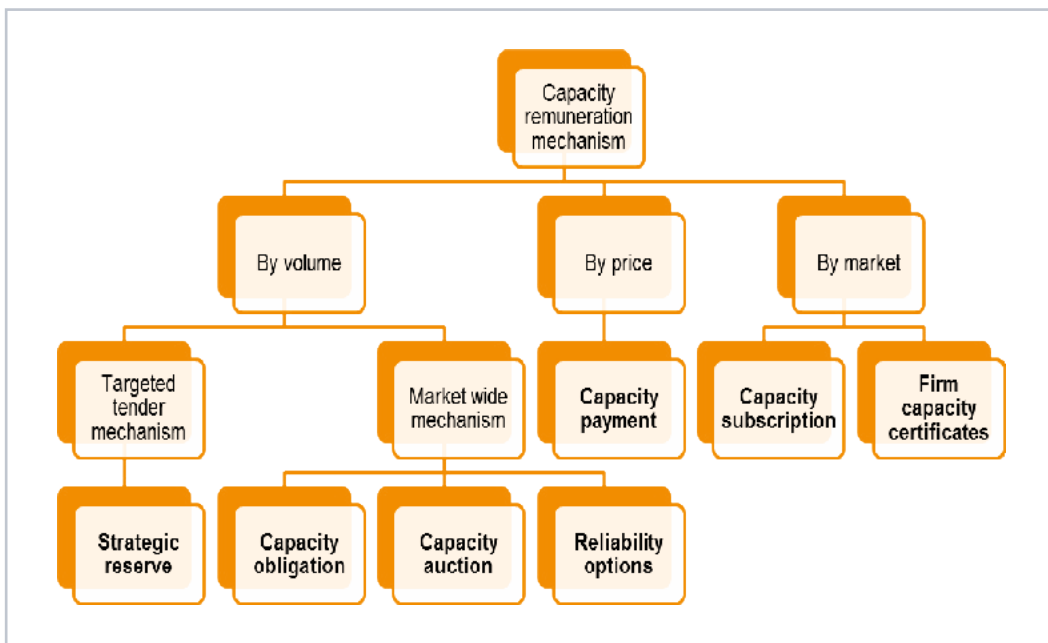 Capacity
remuneration
mechanism
By volume
By price
By market
Targeted
tender
mechanism
Market wide
mechanism
Capacity
payment
Capacity
subscription
Firm
capacity
certificates
Strategic
reserve
Capacity
obligation
Capacity
auction
Reliability
options